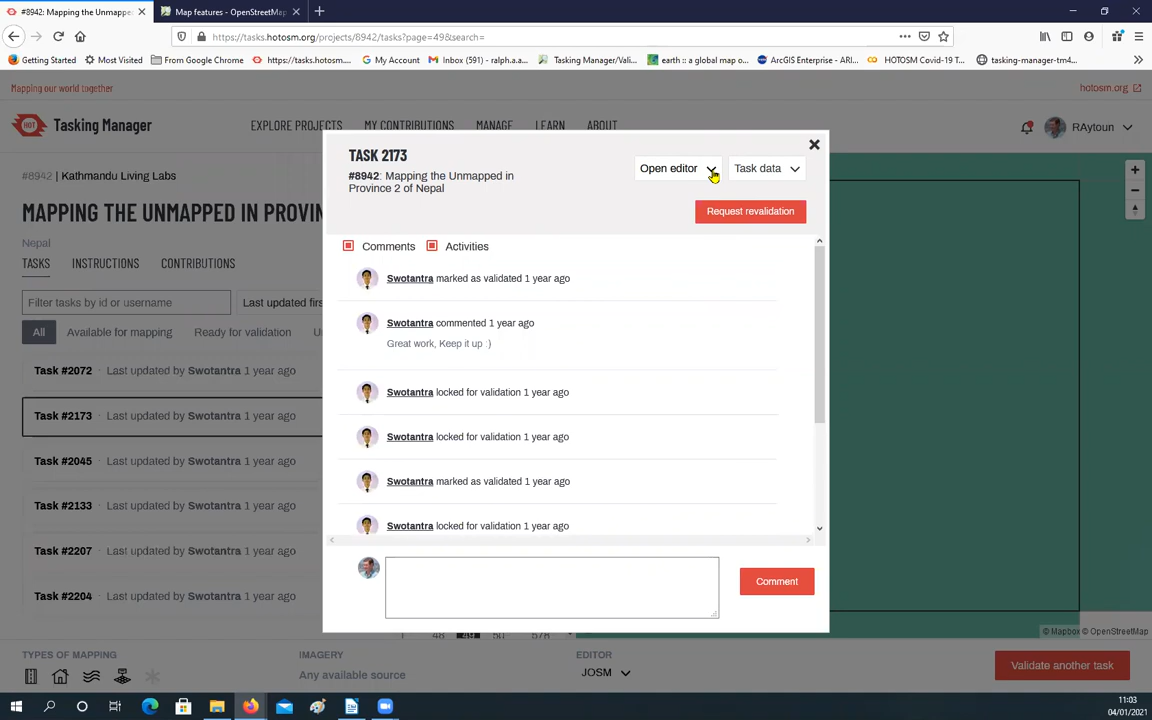 #8942: Mapping the Unmappe
Map features - OpenStreetMap
https://tasks.hotosm.org/projects/8942/tasks?page=49&search=
Getting Started
Most Visited
From Google Chrome
https://tasks.hotosm....
My Account
Inbox (591) - ralph.a.a...
Tasking Manager/Vali...
earth :: a global map o...
ArcGIS Enterprise - ARI...
HOTOSM Covid-19 T...
tasking-manager-tm4...
Mapping our world together
hotosm.org
HOT
Tasking Manager
EXPLORE PROJECTS
MY CONTRIBUTIONS
MANAGE
LEARN
ABOUT
RAytoun
#8942 | Kathmandu Living Labs
MAPPING THE UNMAPPED IN PROVIN
Nepal
TASKS
INSTRUCTIONS
CONTRIBUTIONS
Filter tasks by id or username
Last updated firs
All
Available for mapping
Ready for validation
U
Task #2072 · Last updated by Swotantra 1 year ago
Task #2173 · Last updated by Swotantra 1 year ago
Task #2045 · Last updated by Swotantra 1 year ago
Task #2133 · Last updated by Swotantra 1 year ago
Task #2207 · Last updated by Swotantra 1 year ago
Task #2204 · Last updated by Swotantra 1 year ago
TASK 2173
#8942: Mapping the Unmapped in
Province 2 of Nepal
Open editor
Task data
Request revalidation
Comments
Activities
Swotantra marked as validated 1 year ago
Swotantra commented 1 year ago
Great work, Keep it up :)
Swotantra locked for validation 1 year ago
Swotantra locked for validation 1 year ago
Swotantra marked as validated 1 year ago
Swotantra locked for validation 1 year ago
Comment
48 49 50
© Mapbox © OpenStreetMap
TYPES OF MAPPING
IMAGERY
Any available source
EDITOR
JOSM
Validate another task
11:03
04/01/2021